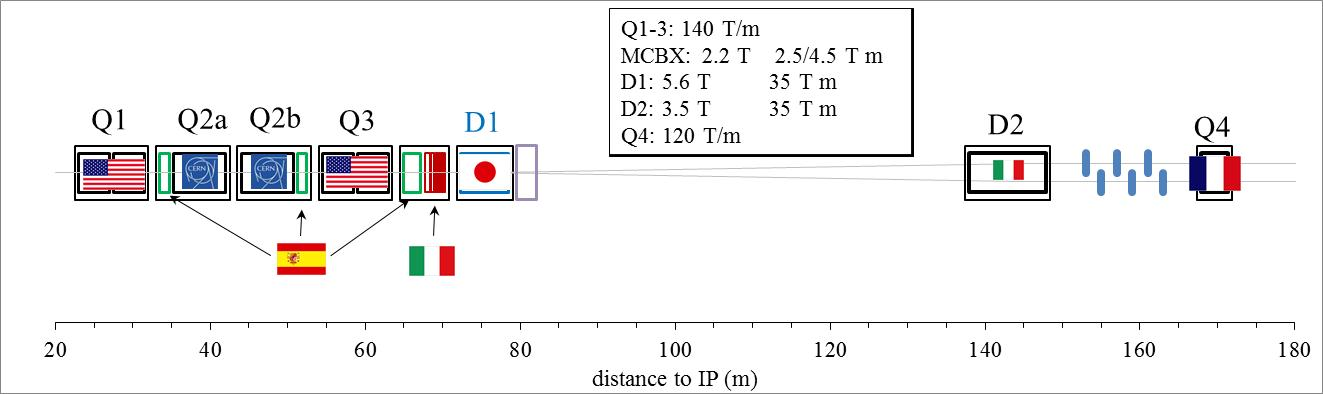 Q1-3: 140 T/m
MCBX: 2.2 T 2.5/4.5 T m
D1: 5.6 T 35 T m
D2: 3.5 T 35 T m
Q4: 120 T/m
Q1 Q2a Q2b Q3 D1 D2 Q4
CERN CERN
20 40 60 80 100 120 140 160 180
distance to IP (m)